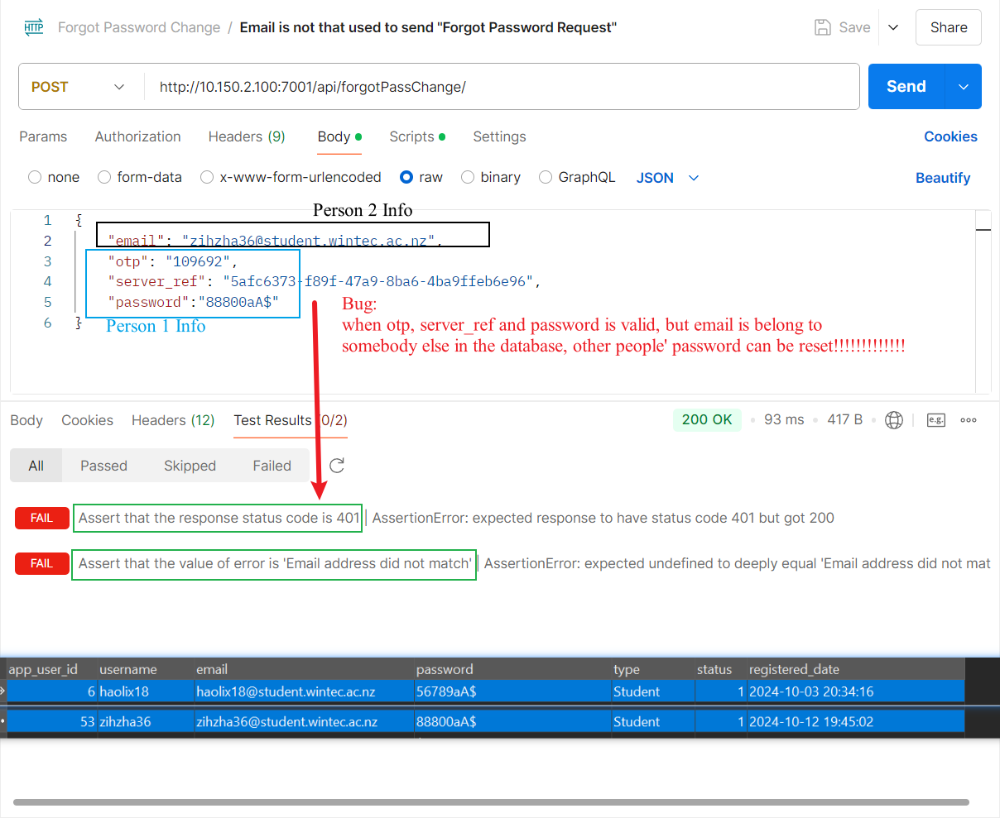 HTTP Forgot Password Change / Email is not that used to send "Forgot Password Request" Save Share
POST http://10.150.2.100:7001/api/forgotPassChange/ Send
Params Authorization Headers (9) Body Scripts Settings Cookies
none form-data x-www-form-urlencoded raw binary GraphQL JSON Beautify
Person 2 Info
1 {
2 "email": "zihzha36@student.wintec.ac.nz",
3 "otp": "109692",
4 "server_ref": "5afc6373-f89f-47a9-8ba6-4ba9ffeb6e96",
5 "password":"88800aA$"
6 }
Person 1 Info
Bug:
when otp, server_ref and password is valid, but email is belong to
somebody else in the database, other people' password can be reset!!!!!!!!!!!!!
Body Cookies Headers (12) Test Results (0/2) 200 OK 93 ms 417 B e.g.
All Passed Skipped Failed
FAIL Assert that the response status code is 401 | AssertionError: expected response to have status code 401 but got 200
FAIL Assert that the value of error is 'Email address did not match' | AssertionError: expected undefined to deeply equal 'Email address did not mat
app_user_id username email password type status registered_date
6 haolix18 haolix18@student.wintec.ac.nz 56789aA$ Student 1 2024-10-03 20:34:16
53 zihzha36 zihzha36@student.wintec.ac.nz 88800aA$ Student 1 2024-10-12 19:45:02